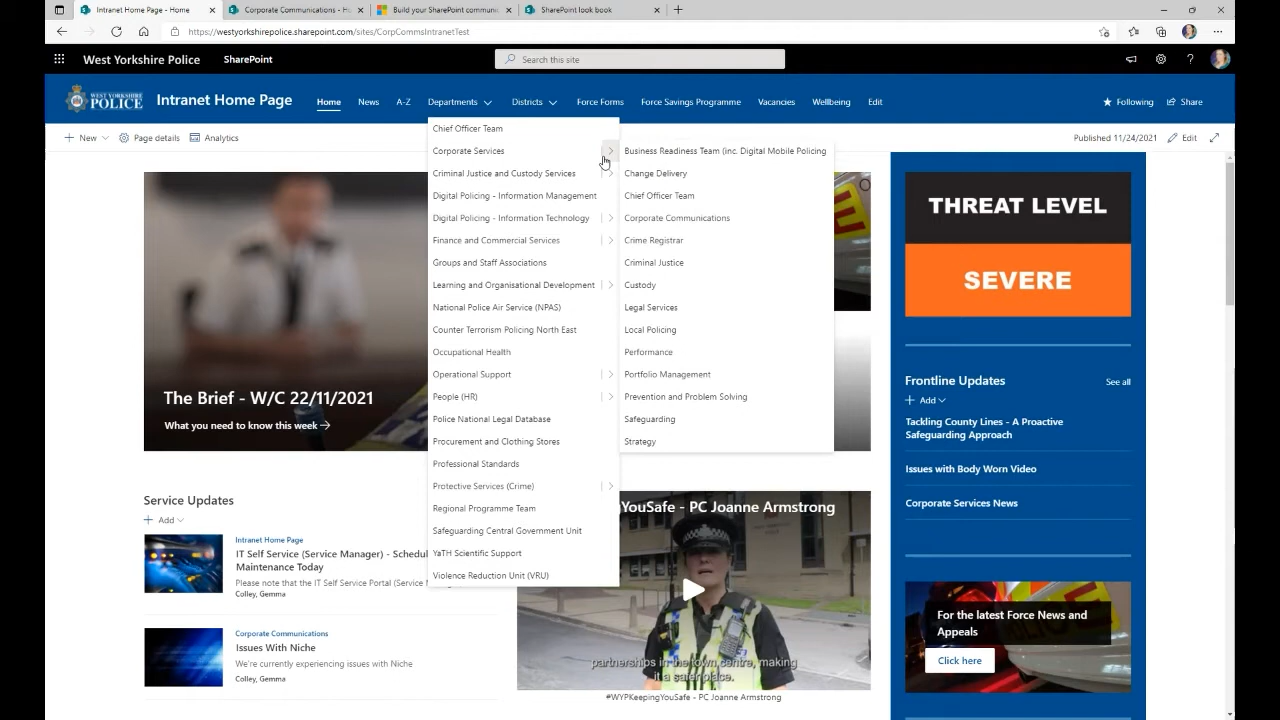 SharePoint Intranet - Home
Corporate Communications - Ho
Build your SharePoint communic
SharePoint look book
https://westyorkshirepolice.sharepoint.com/sites/CorpCommsIntranetTest
West Yorkshire Police SharePoint
Search this site
WEST YORKSHIRE
POLICE
Intranet Home Page
Home News A-Z Departments Districts Force Forms Force Savings Programme Vacancies Wellbeing Edit
Following Share
New Page details Analytics
Published 11/24/2021 Edit
Chief Officer Team
Corporate Services
Criminal Justice and Custody Services
Digital Policing - Information Management
Digital Policing - Information Technology
Finance and Commercial Services
Groups and Staff Associations
Learning and Organisational Development
National Police Air Service (NPAS)
Counter Terrorism Policing North East
Occupational Health
Operational Support
People (HR)
Police National Legal Database
Procurement and Clothing Stores
Professional Standards
Protective Services (Crime)
Regional Programme Team
Safeguarding Central Government Unit
YaTH Scientific Support
Violence Reduction Unit (VRU)
Business Readiness Team (inc. Digital Mobile Policing
Change Delivery
Chief Officer Team
Corporate Communications
Crime Registrar
Criminal Justice
Custody
Legal Services
Local Policing
Performance
Portfolio Management
Prevention and Problem Solving
Safeguarding
Strategy
The Brief - W/C 22/11/2021
What you need to know this week
THREAT LEVEL
SEVERE
Frontline Updates See all
Add
Tackling County Lines - A Proactive
Safeguarding Approach
Issues with Body Worn Video
Corporate Services News
For the latest Force News and
Appeals
Click here
Service Updates
Add
Intranet Home Page
IT Self Service (Service Manager) - Schedul
Maintenance Today
Please note that the IT Self Service Portal (Service
Colley, Gemma
Corporate Communications
Issues With Niche
We're currently experiencing issues with Niche
Colley, Gemma
YouSafe - PC Joanne Armstrong
partnerships in the town centre, making
it a safer place.
#WYPKeepingYouSafe - PC Joanne Armstrong